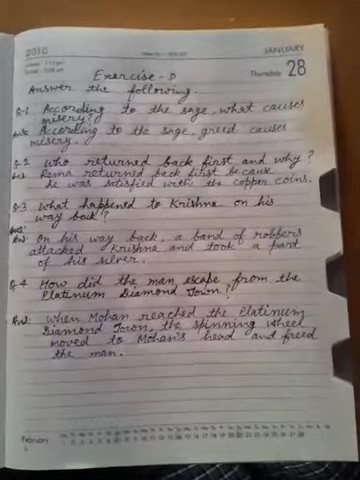 2010
JANUARY
Thursday 28
Exercise - D
Answer the following.
Q-1 According to the sage, what causes
misery?
Ans: According to the sage, greed causes
misery.
Q-2 Who returned back first and why?
Ans: Rama returned back first because
he was satisfied with the copper coins.
Q-3 What happened to Krishna on his
way back?
Ans: On his way back, a band of robbers
attacked Krishna and took a part
of his silver.
Q-4 How did the man escape from the
Platinum Diamond Town?
Ans: When Mohan reached the Platinum
Diamond Town, the spinning wheel
moved to Mohan's head and freed
the man.
February